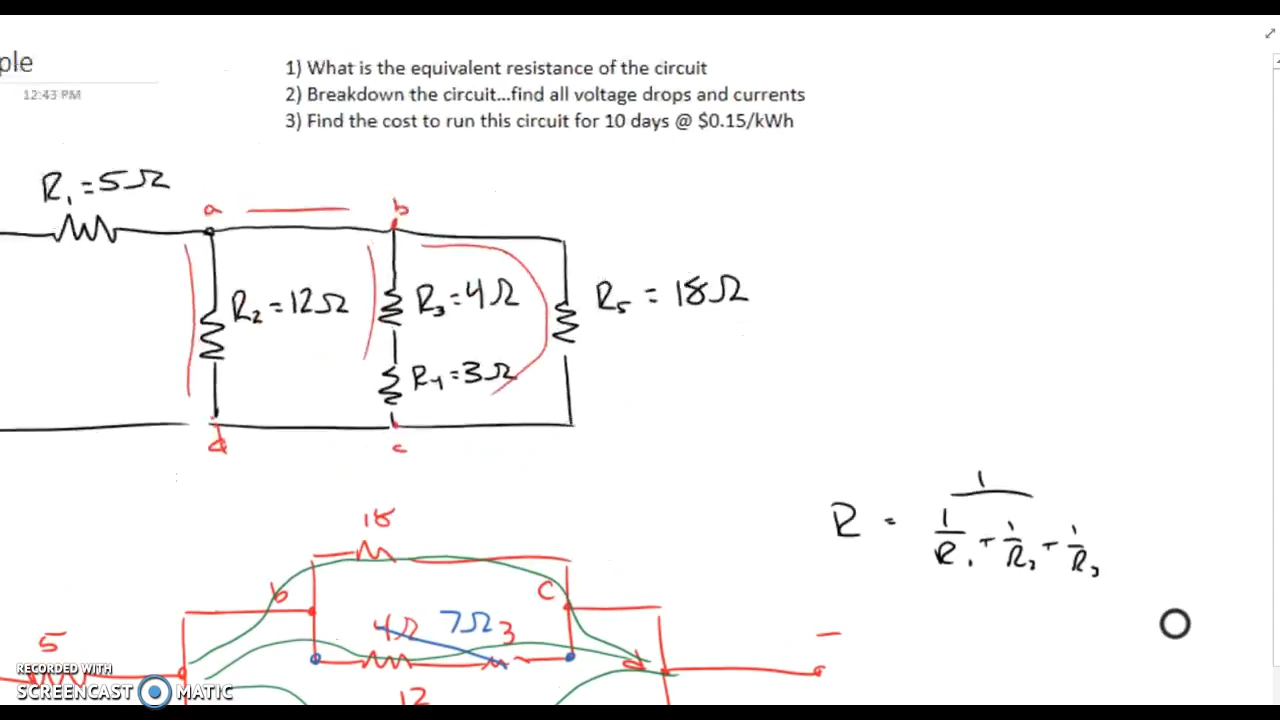 ple
12:43 PM
1) What is the equivalent resistance of the circuit
2) Breakdown the circuit...find all voltage drops and currents
3) Find the cost to run this circuit for 10 days @ $0.15/kWh
R₁ = 5Ω
a
b
R₂ = 12Ω
R₃ = 4Ω
R₅ = 18Ω
R₄ = 3Ω
d
c
R = 1 / (1/R₁ + 1/R₂ + 1/R₃)
18
b
c
4Ω 7Ω 3
5
d
12
RECORDED WITH
SCREENCAST MATIC